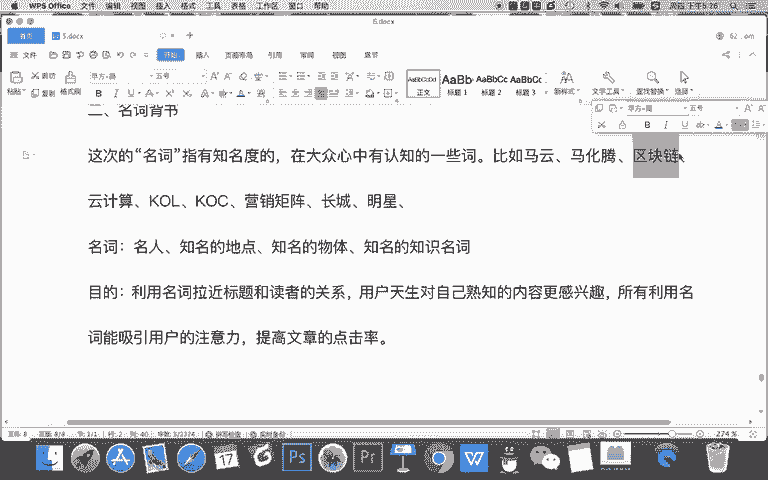 WPS Office 文件 编辑 视图 插入 格式 工具 表格 工作区 窗口 帮助
首页 5.docx
5.docx
文件 开始 插入 页面布局 引用 审阅 视图 章节
粘贴 剪切 复制 格式刷 五号 正文 标题 1 标题 2 标题 3 新样式 文字工具 查找替换 选择
AaBbCcDd AaBb AaBbCc AaBbCc
五号
二、名词背书
这次的“名词”指有知名度的，在大众心中有认知的一些词。比如马云、马化腾、区块链、
云计算、KOL、KOC、营销矩阵、长城、明星、
名词：名人、知名的地点、知名的物体、知名的知识名词
目的：利用名词拉近标题和读者的关系，用户天生对自己熟知的内容更感兴趣，所有利用名
词能吸引用户的注意力，提高文章的点击率。
274 %
17
Ps
Pr